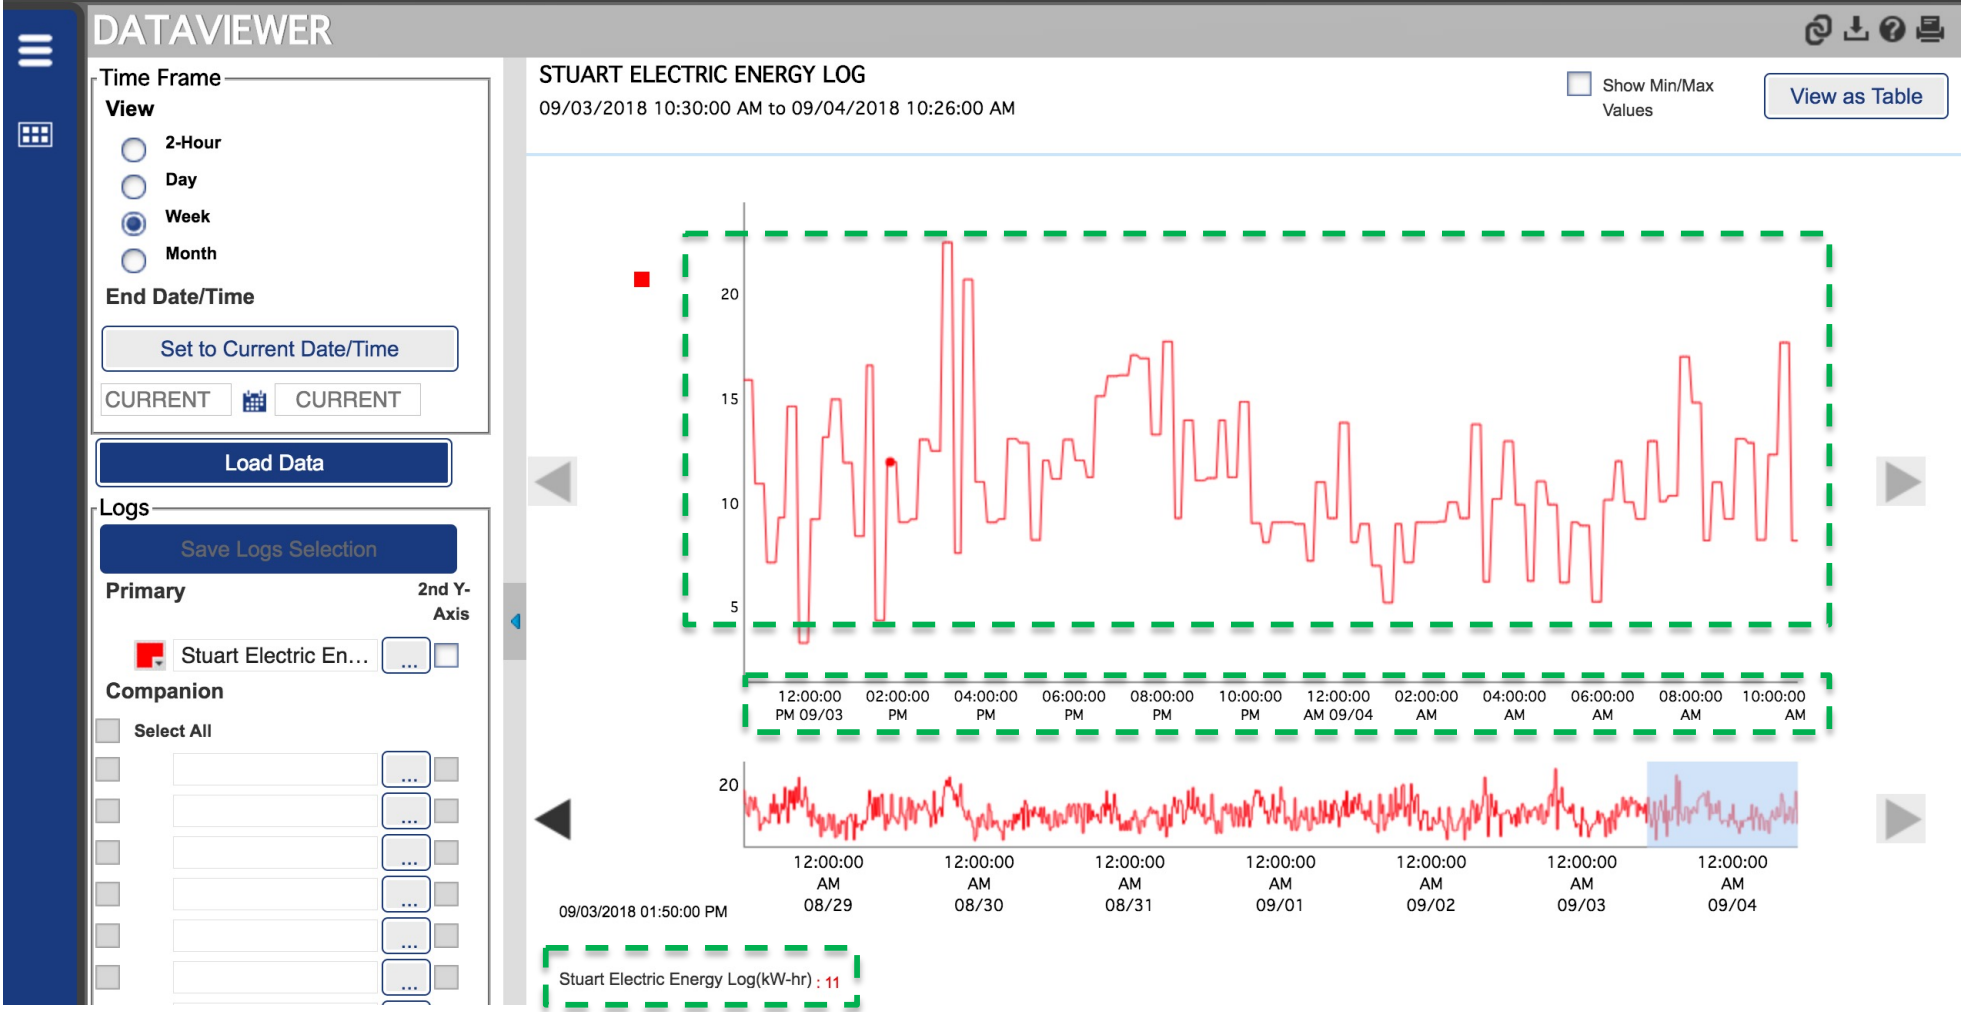 DATAVIEWER
Time Frame
View
2-Hour
Day
Week
Month
End Date/Time
Set to Current Date/Time
CURRENT
CURRENT
Load Data
Logs
Save Logs Selection
Primary
2nd Y-
Axis
Stuart Electric En...
...
Companion
Select All
...
...
...
...
...
...
STUART ELECTRIC ENERGY LOG
09/03/2018 10:30:00 AM to 09/04/2018 10:26:00 AM
Show Min/Max
Values
View as Table
20
15
10
5
12:00:00 02:00:00 04:00:00 06:00:00 08:00:00 10:00:00 12:00:00 02:00:00 04:00:00 06:00:00 08:00:00 10:00:00
PM 09/03 PM PM PM PM PM AM 09/04 AM AM AM AM AM
20
12:00:00 12:00:00 12:00:00 12:00:00 12:00:00 12:00:00 12:00:00
AM AM AM AM AM AM AM
08/29 08/30 08/31 09/01 09/02 09/03 09/04
09/03/2018 01:50:00 PM
Stuart Electric Energy Log(kW-hr) : 11